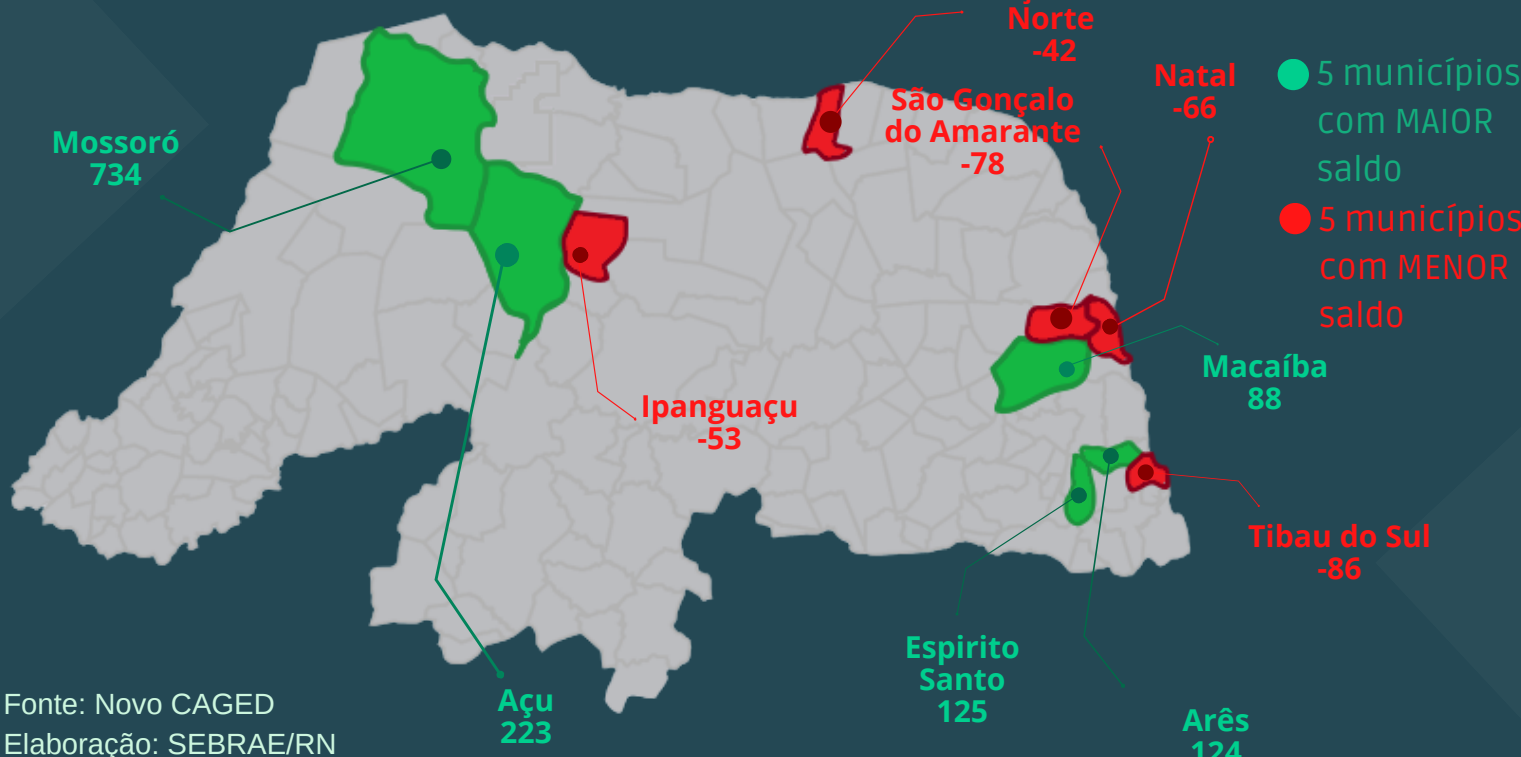 Norte
-42
São Gonçalo
do Amarante
-78
Natal
-66
5 municípios
com MAIOR
saldo
5 municípios
com MENOR
saldo
Mossoró
734
Macaíba
88
Ipanguaçu
-53
Tibau do Sul
-86
Espirito
Santo
125
Açu
223
Arês
124
Fonte: Novo CAGED
Elaboração: SEBRAE/RN